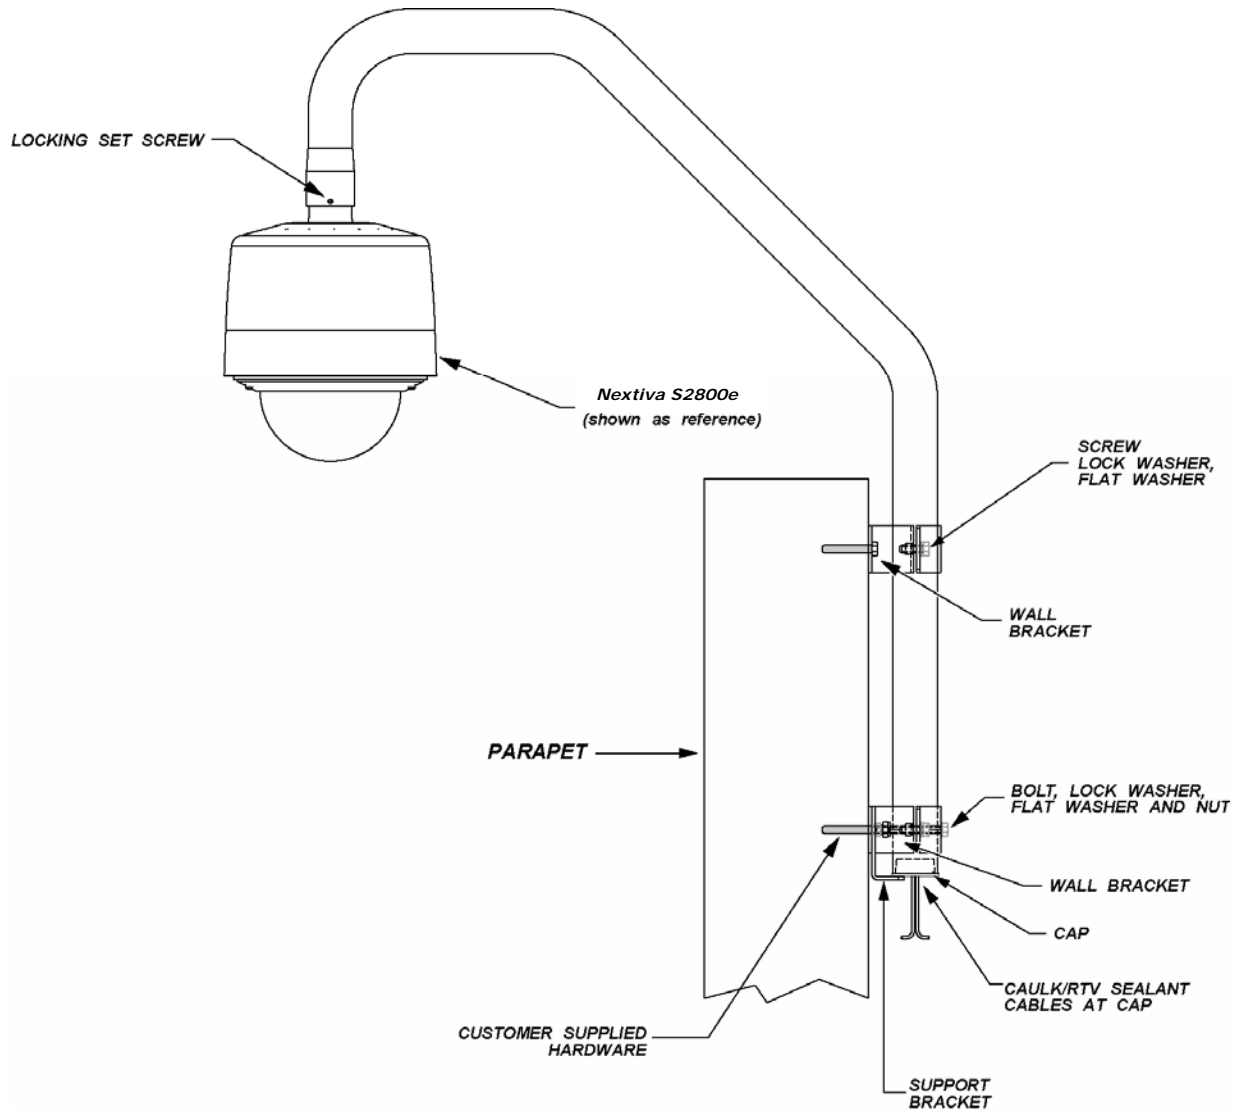 LOCKING SET SCREW
Nextiva S2800e
(shown as reference)
SCREW
LOCK WASHER,
FLAT WASHER
WALL
BRACKET
PARAPET
BOLT, LOCK WASHER,
FLAT WASHER AND NUT
WALL BRACKET
CAP
CAULK/RTV SEALANT
CABLES AT CAP
CUSTOMER SUPPLIED
HARDWARE
SUPPORT
BRACKET